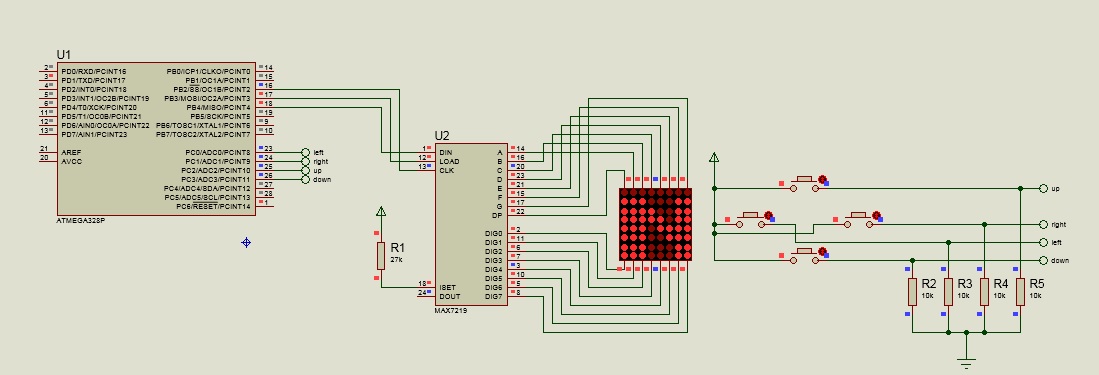 U1
2 PD0/RXD/PCINT16 PB0/ICP1/CLKO/PCINT0 14
3 PD1/TXD/PCINT17 PB1/OC1A/PCINT1 15
4 PD2/INT0/PCINT18 PB2/SS/OC1B/PCINT2 16
5 PD3/INT1/OC2B/PCINT19 PB3/MOSI/OC2A/PCINT3 17
6 PD4/T0/XCK/PCINT20 PB4/MISO/PCINT4 18
11 PD5/T1/OC0B/PCINT21 PB5/SCK/PCINT5 19
12 PD6/AIN0/OC0A/PCINT22 PB6/TOSC1/XTAL1/PCINT6 9
13 PD7/AIN1/PCINT23 PB7/TOSC2/XTAL2/PCINT7 10
21 AREF PC0/ADC0/PCINT8 23 left
20 AVCC PC1/ADC1/PCINT9 24 right
PC2/ADC2/PCINT10 25 up
PC3/ADC3/PCINT11 26 down
PC4/ADC4/SDA/PCINT12 27
PC5/ADC5/SCL/PCINT13 28
PC6/RESET/PCINT14 1
ATMEGA328P
U2
1 DIN A 14
12 LOAD B 16
13 CLK C 20
D 23
E 21
F 15
G 17
DP 22
DIG0 2
DIG1 11
DIG2 6
DIG3 7
DIG4 3
DIG5 10
18 ISET DIG6 5
24 DOUT DIG7 8
MAX7219
R1
27k
up
right
left
down
R2
10k
R3
10k
R4
10k
R5
10k